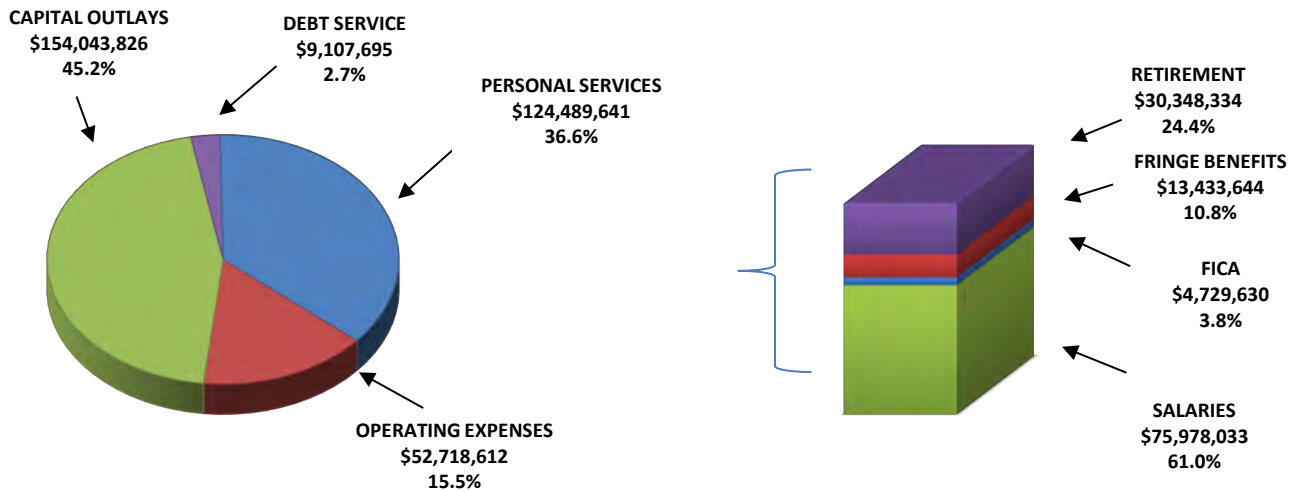 CAPITAL OUTLAYS
$154,043,826
45.2%
DEBT SERVICE
$9,107,695
2.7%
PERSONAL SERVICES
$124,489,641
36.6%
OPERATING EXPENSES
$52,718,612
15.5%
RETIREMENT
$30,348,334
24.4%
FRINGE BENEFITS
$13,433,644
10.8%
FICA
$4,729,630
3.8%
SALARIES
$75,978,033
61.0%